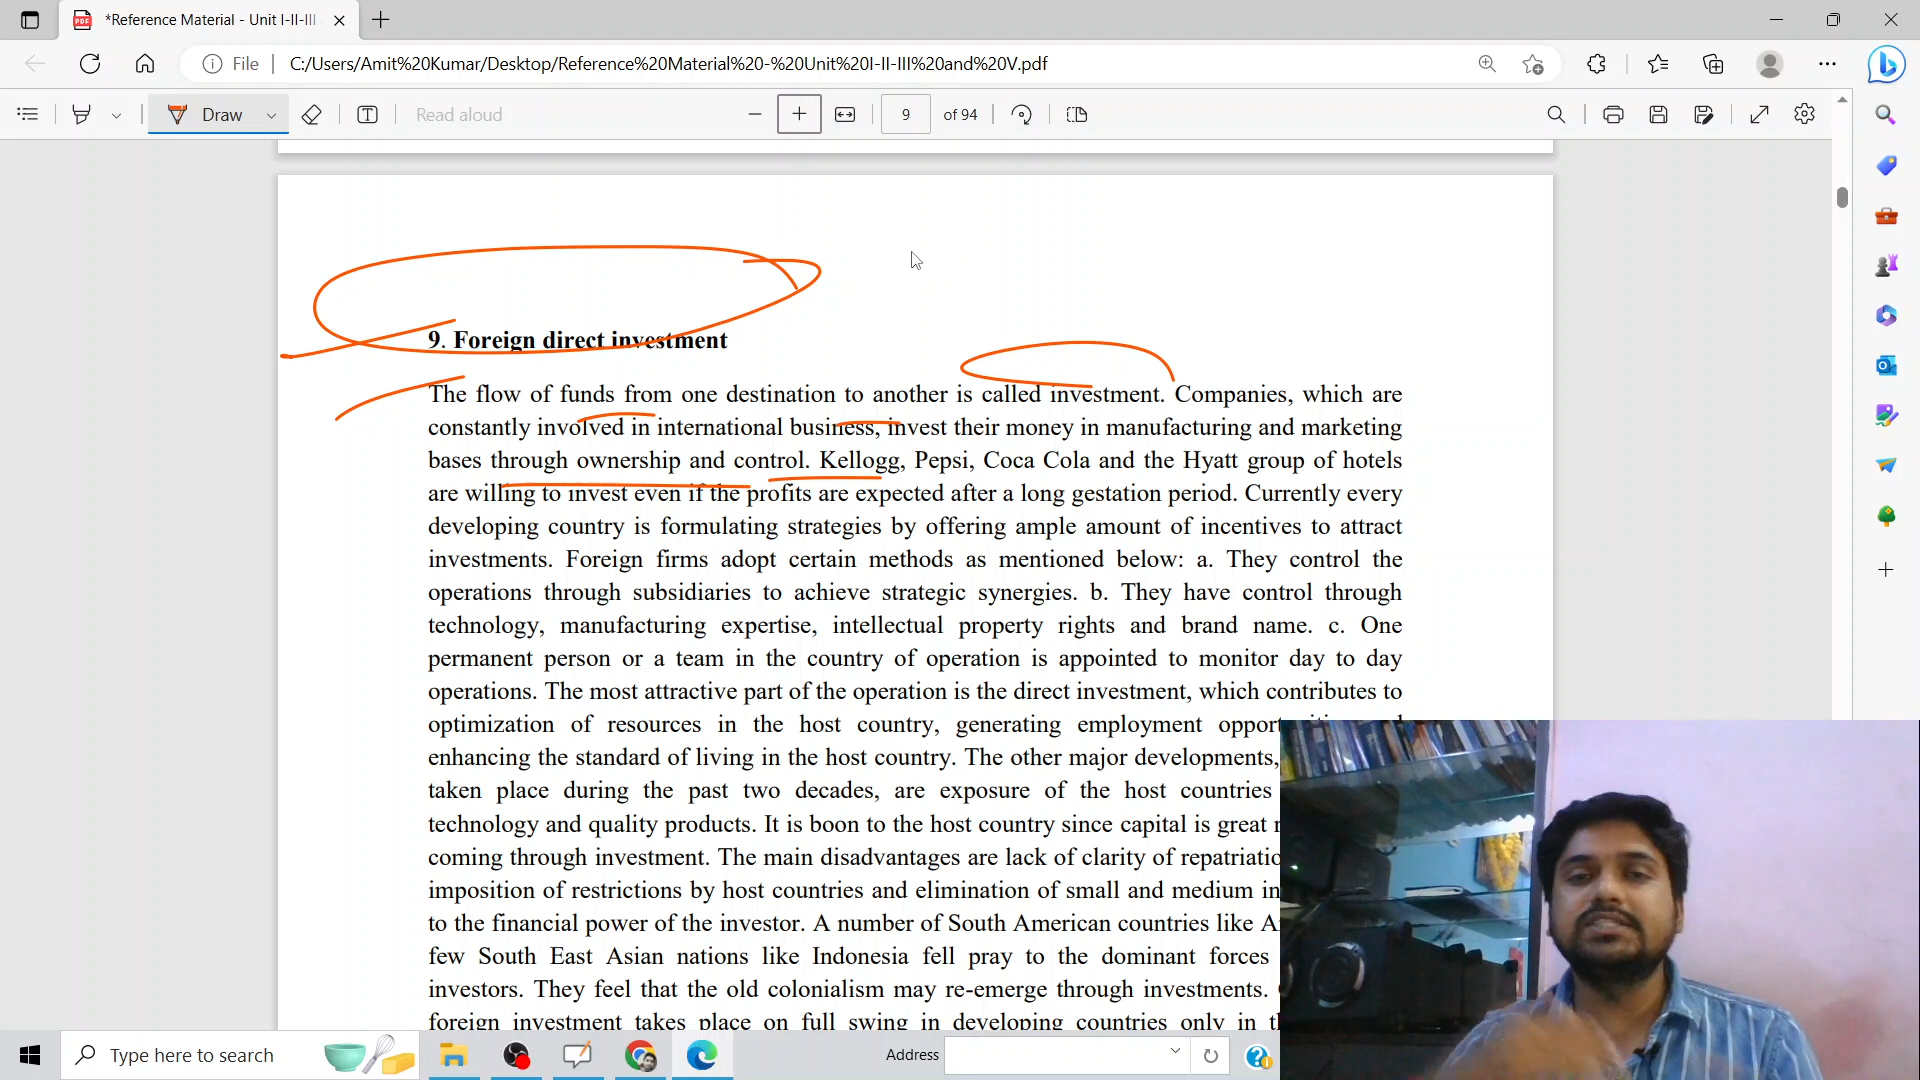 *Reference Material - Unit I-II-III
File
C:/Users/Amit%20Kumar/Desktop/Reference%20Material%20-%20Unit%20I-II-III%20and%20V.pdf
Draw
Read aloud
9 of 94
9. Foreign direct investment
The flow of funds from one destination to another is called investment. Companies, which are
constantly involved in international business, invest their money in manufacturing and marketing
bases through ownership and control. Kellogg, Pepsi, Coca Cola and the Hyatt group of hotels
are willing to invest even if the profits are expected after a long gestation period. Currently every
developing country is formulating strategies by offering ample amount of incentives to attract
investments. Foreign firms adopt certain methods as mentioned below: a. They control the
operations through subsidiaries to achieve strategic synergies. b. They have control through
technology, manufacturing expertise, intellectual property rights and brand name. c. One
permanent person or a team in the country of operation is appointed to monitor day to day
operations. The most attractive part of the operation is the direct investment, which contributes to
optimization of resources in the host country, generating employment
enhancing the standard of living in the host country. The other major developments,
taken place during the past two decades, are exposure of the host countries
technology and quality products. It is boon to the host country since capital is great
coming through investment. The main disadvantages are lack of clarity of
imposition of restrictions by host countries and elimination of small and medium
to the financial power of the investor. A number of South American countries like
few South East Asian nations like Indonesia fell pray to the dominant forces
investors. They feel that the old colonialism may re-emerge through investments.
foreign investment takes place on full swing in developing countries only in
Type here to search
Address